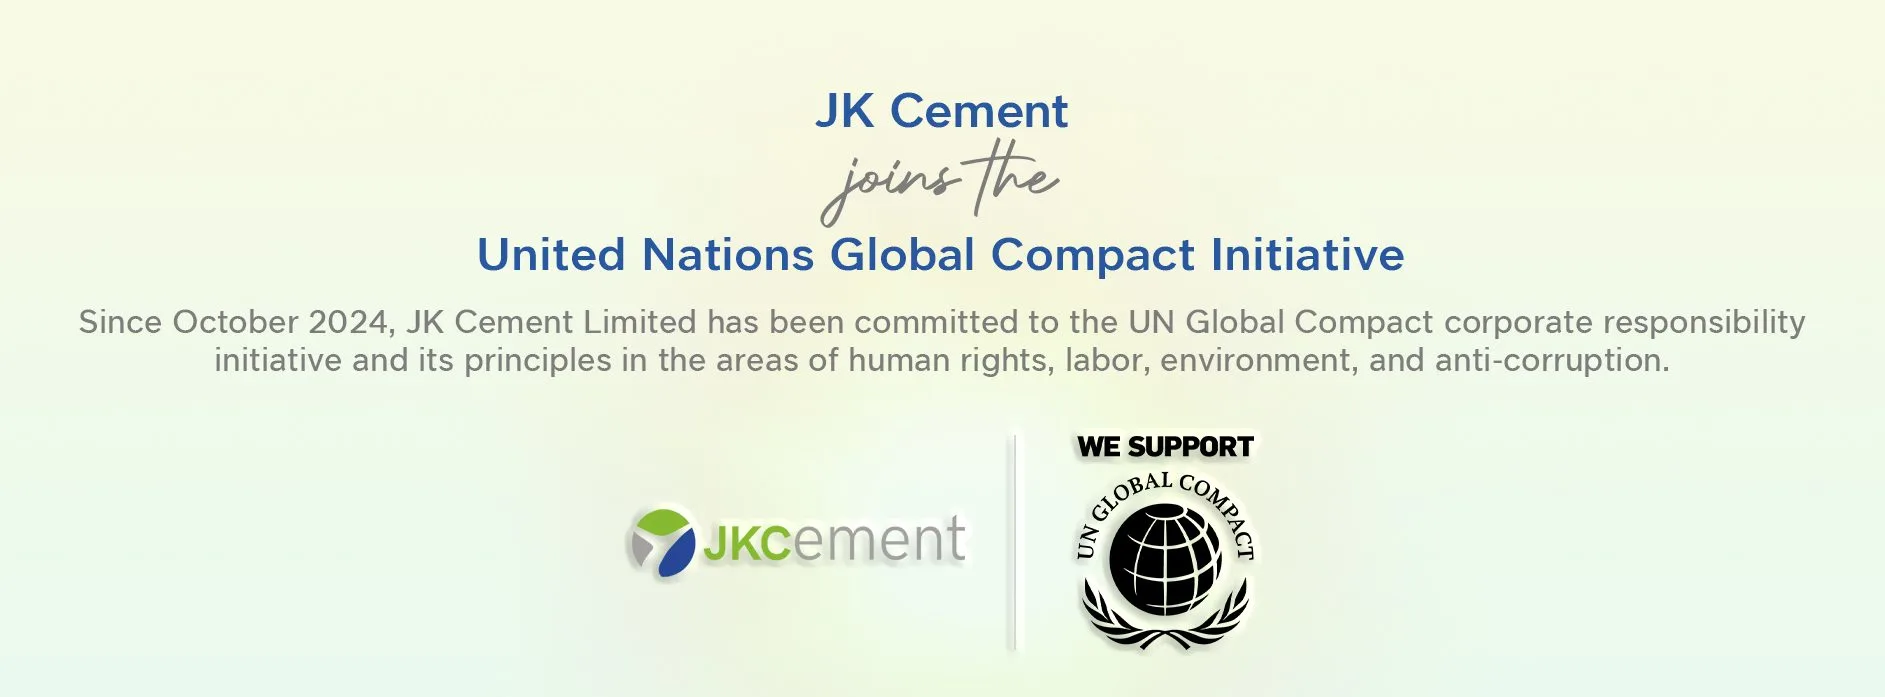 JK Cement
joins the
United Nations Global Compact Initiative
Since October 2024, JK Cement Limited has been committed to the UN Global Compact corporate responsibility
initiative and its principles in the areas of human rights, labor, environment, and anti-corruption.
JKCement
WE SUPPORT
UN GLOBAL COMPACT